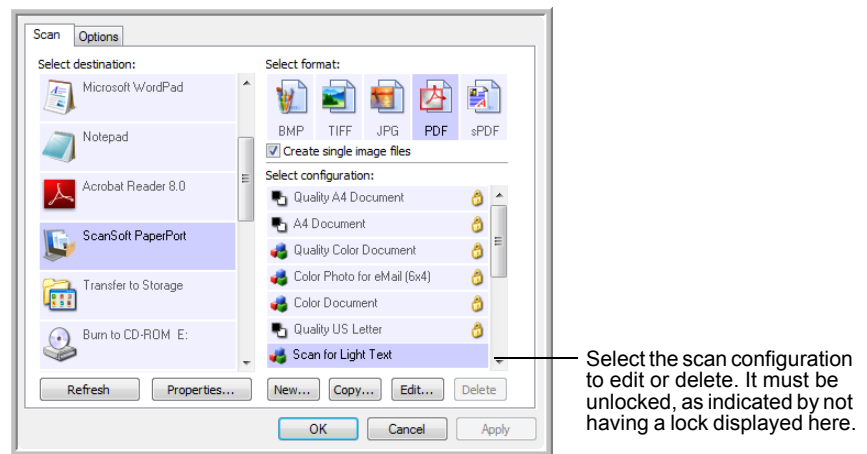 Scan
Options
Select destination:
Microsoft WordPad
Notepad
Acrobat Reader 8.0
ScanSoft PaperPort
Transfer to Storage
Burn to CD-ROM E:
Refresh
Properties...
Select format:
BMP
TIFF
JPG
PDF
sPDF
Create single image files
Select configuration:
Quality A4 Document
A4 Document
Quality Color Document
Color Photo for eMail (6x4)
Color Document
Quality US Letter
Scan for Light Text
New...
Copy...
Edit...
Delete
OK
Cancel
Apply
Select the scan configuration
to edit or delete. It must be
unlocked, as indicated by not
having a lock displayed here.